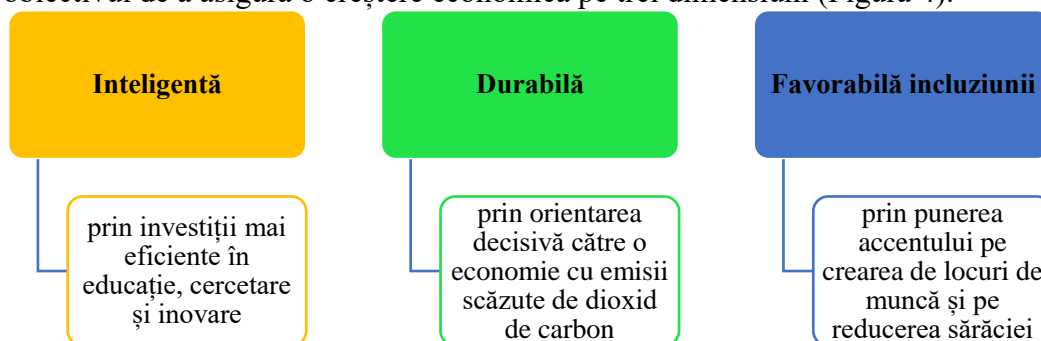 obiectivul de a asigura o creștere economică pe trei dimensiuni (Figura 4).
Inteligentă
prin investiții mai
eficiente în
educație, cercetare
și inovare
Durabilă
prin orientarea
decisivă către o
economie cu emisii
scăzute de dioxid
de carbon
Favorabilă incluziunii
prin punerea
accentului pe
crearea de locuri de
muncă și pe
reducerea sărăciei